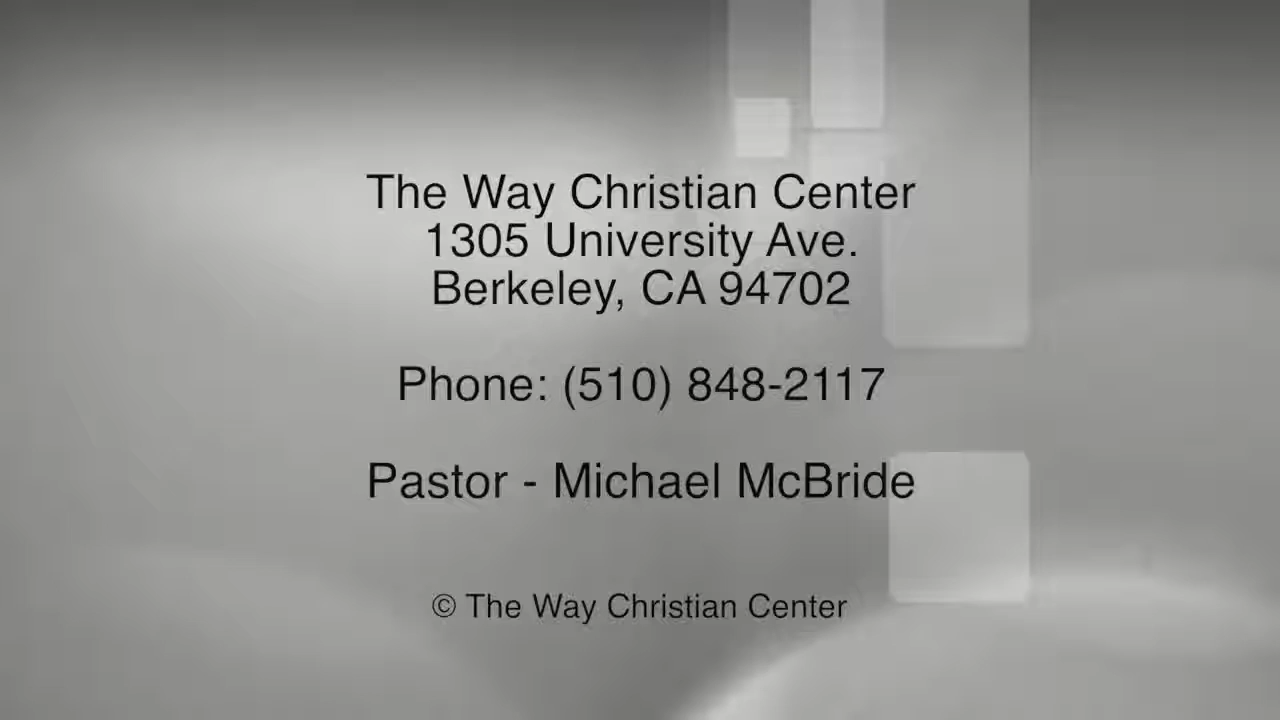 The Way Christian Center
1305 University Ave.
Berkeley, CA 94702
Phone: (510) 848-2117
Pastor - Michael McBride
© The Way Christian Center